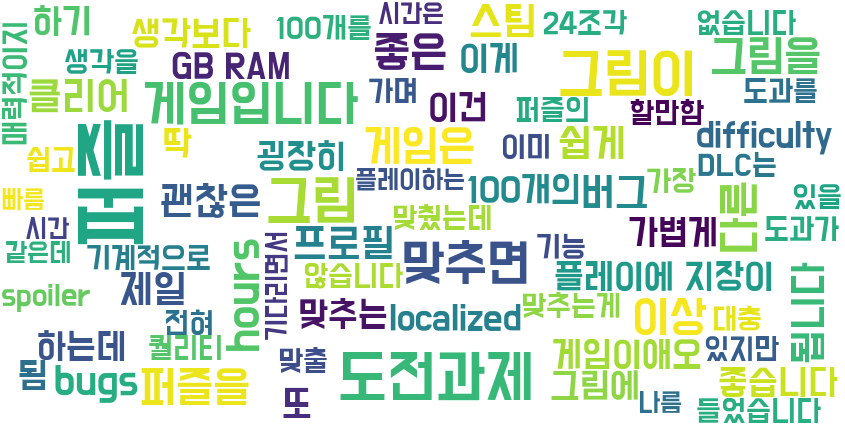 매력적이지
하기
생각보다
100개를
시간은
스팀
24조각
없습니다
생각을
GB RAM
좋은
이게
그림이
그림을
클리어
게임입니다
가며
이건
퍼즐의
할만함
도과를
퍼즐
딱
굉장히
게임은
이미
쉽게
difficulty
쉽고
DLC는
플레이하는
100개의
버그
가장
빠름
괜찮은
그림
맞췄는데
다른
있을
시간
프로필
가볍게
도과가
같은데
기계적으로
hours
기다리면서
맞추면
기능
spoiler
제일
않습니다
플레이에 지장이
됩니다
전혀
맞추는
localized
맞추는게
이상
대충
하는데
퀄리티
맞출
게임이애오
있지만
됨
bugs
퍼즐을
또
도전과제
그림에
나름
좋습니다
들었습니다